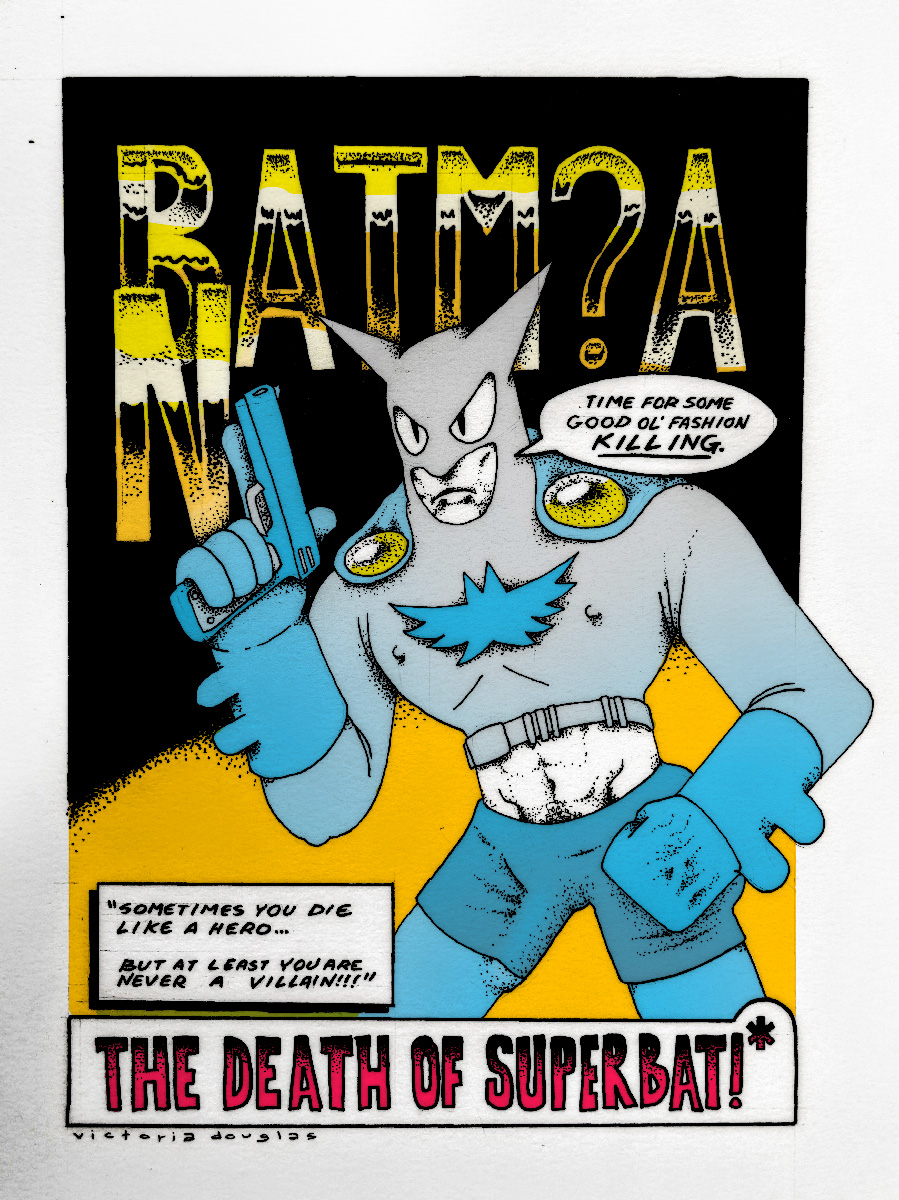 BATM?A
N
TIME FOR SOME
GOOD OL' FASHION
KILLING.
"SOMETIMES YOU DIE
LIKE A HERO...
BUT AT LEAST YOU ARE
NEVER A VILLAIN!!!"
THE DEATH OF SUPERBAT!*
victoria douglas